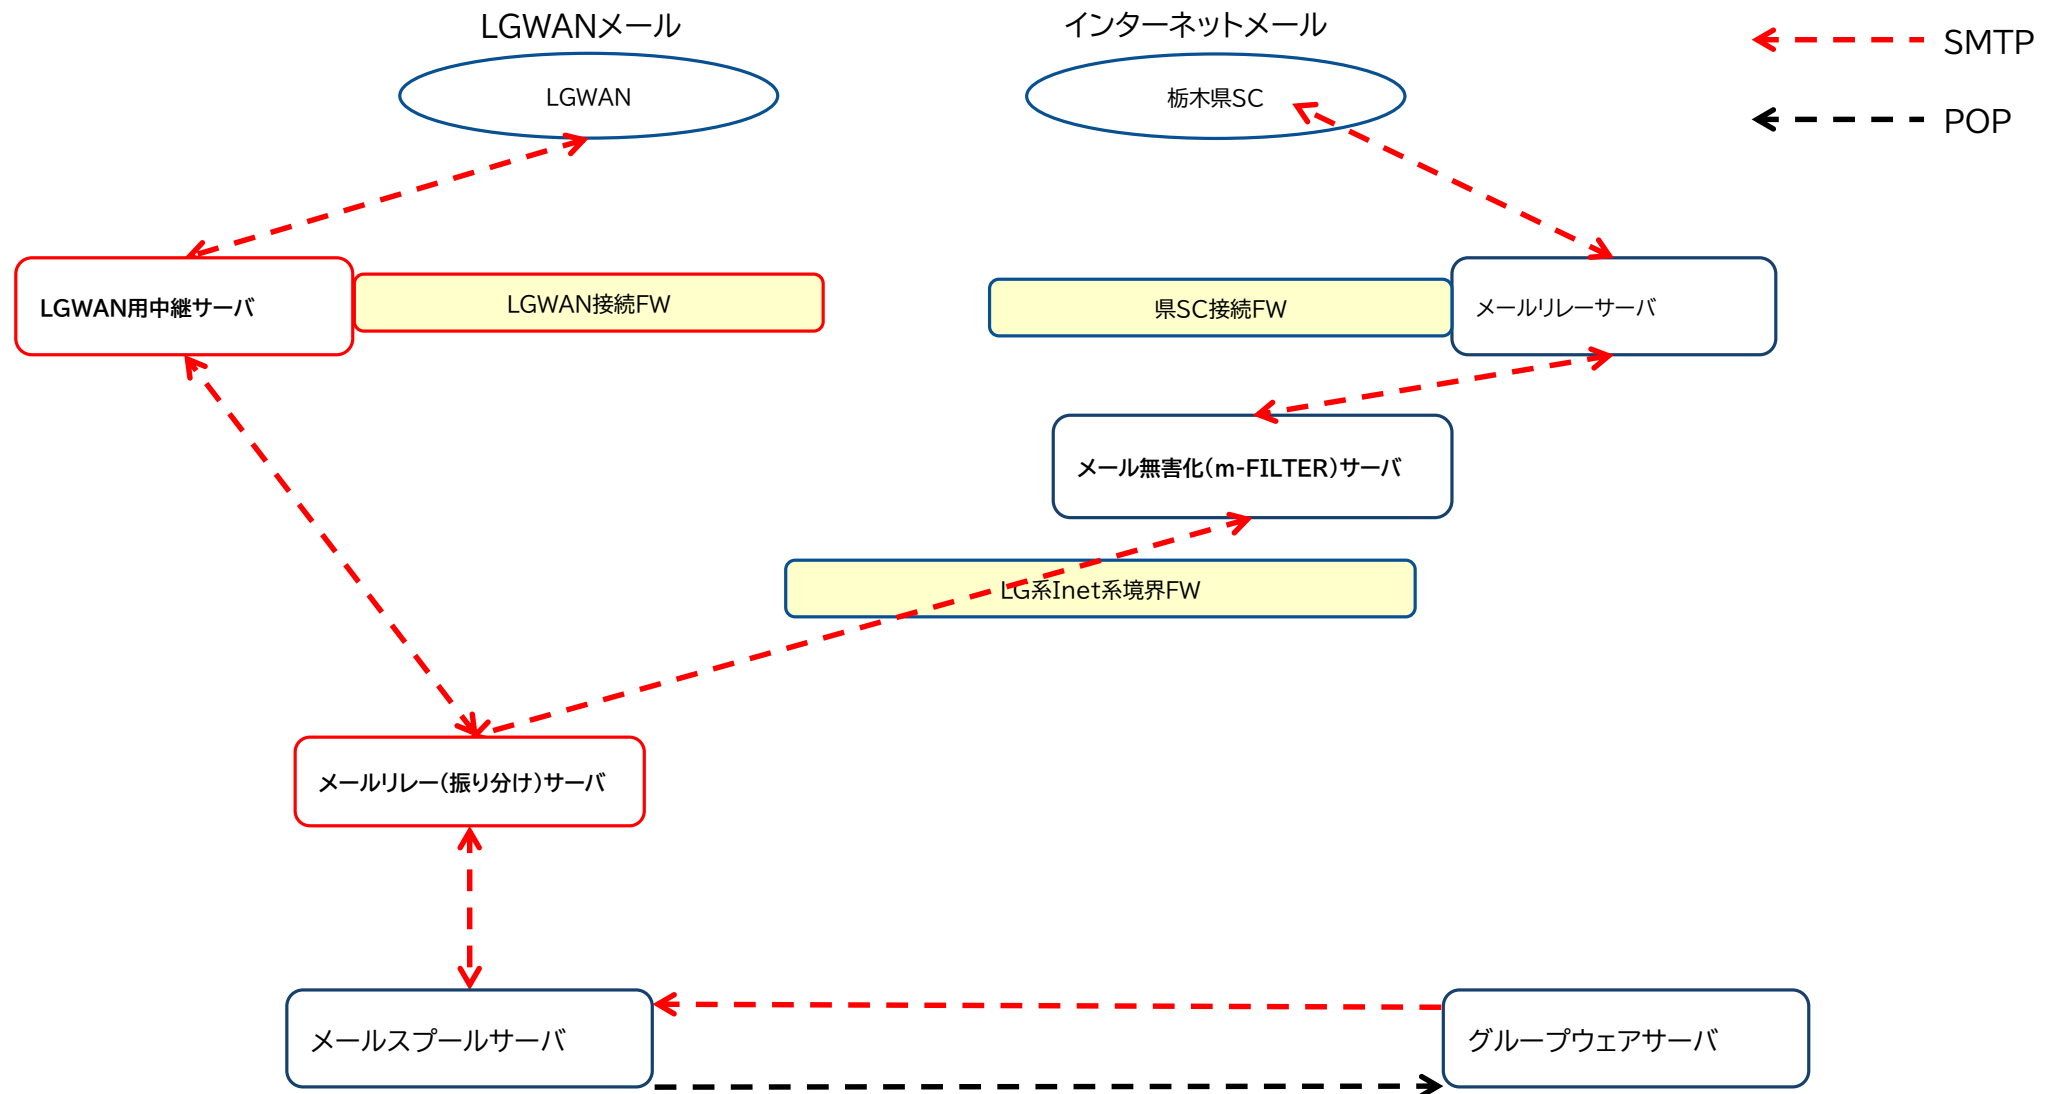 LGWANメール
インターネットメール
SMTP
LGWAN
栃木県SC
POP
LGWAN用中継サーバ
LGWAN接続FW
県SC接続FW
メールリレーサーバ
メール無害化(m-FILTER)サーバ
LG系Inet系境界FW
メールリレー(振り分け)サーバ
メールスプールサーバ
グループウェアサーバ